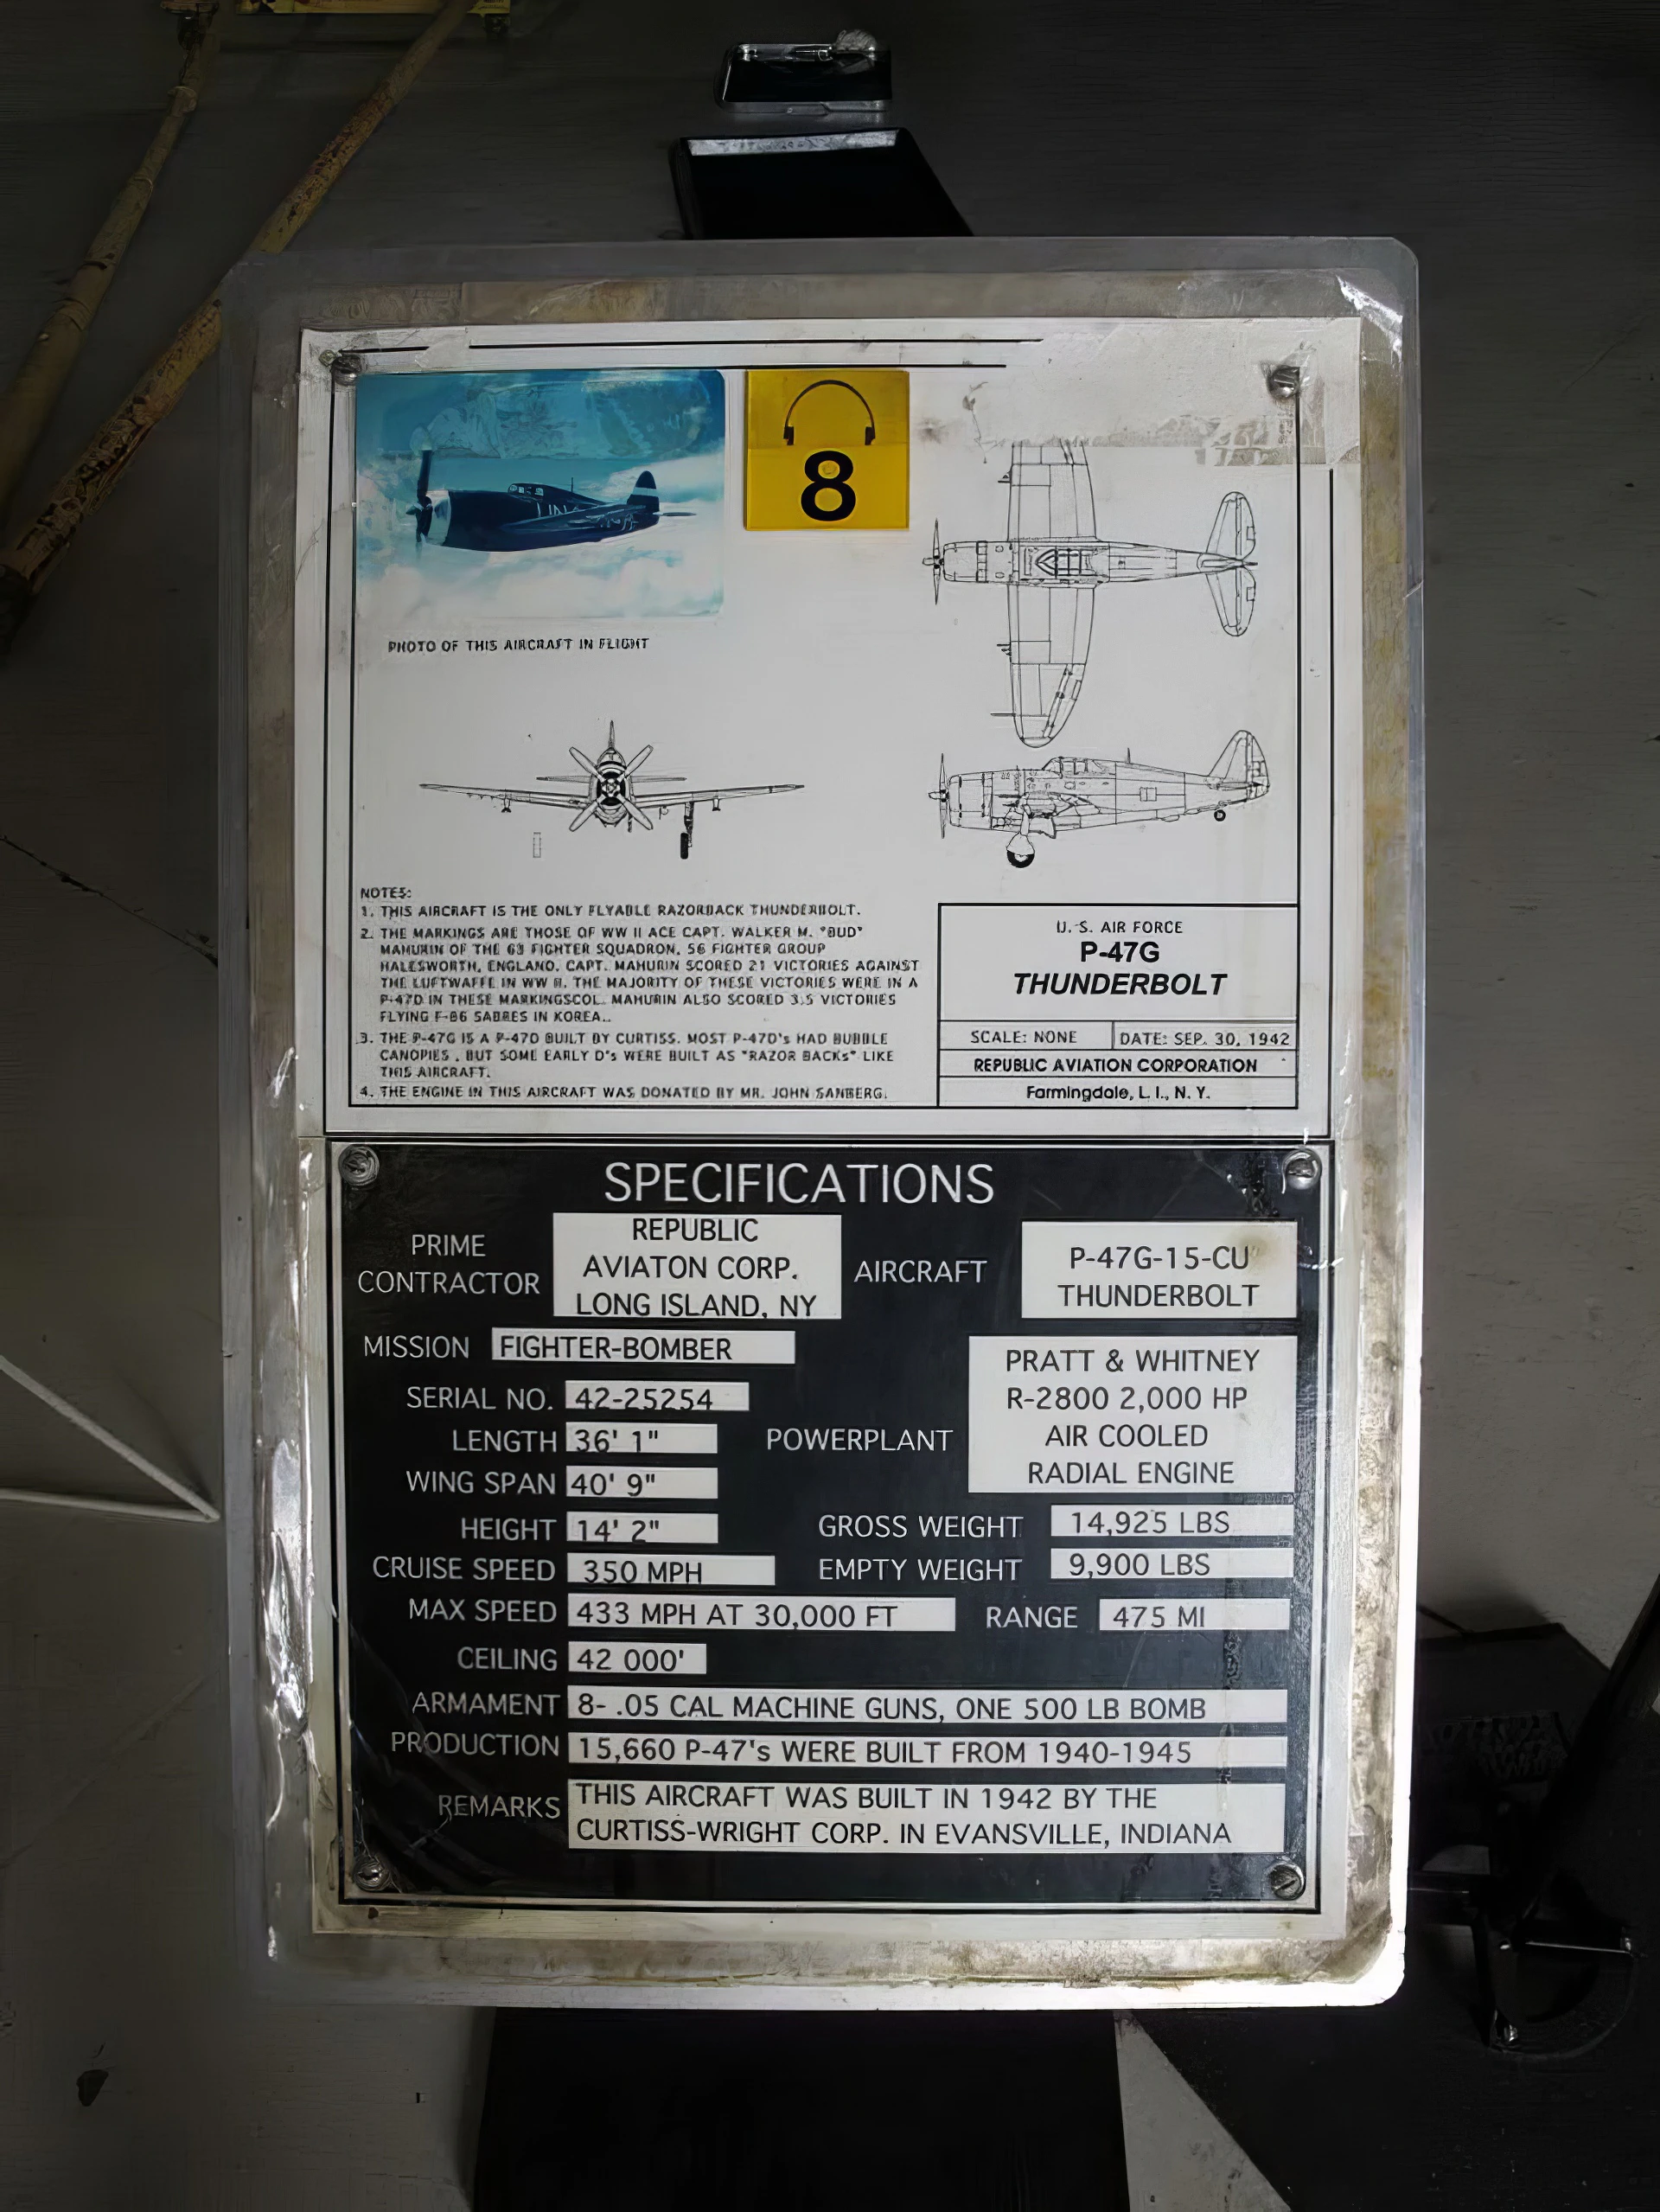 8
PHOTO OF THIS AIRCRAFT IN FLIGHT
NOTES:
1. THIS AIRCRAFT IS THE ONLY FLYABLE RAZORBACK THUNDERBOLT.
2. THE MARKINGS ARE THOSE OF WW II ACE CAPT. WALKER M. "BUD"
MAHURIN OF THE 63 FIGHTER SQUADRON, 56 FIGHTER GROUP
HALESWORTH, ENGLAND. CAPT. MAHURIN SCORED 21 VICTORIES AGAINST
THE LUFTWAFFE IN WW II. THE MAJORITY OF THESE VICTORIES WERE IN A
P-47D IN THESE MARKINGSCOL. MAHURIN ALSO SCORED 3.5 VICTORIES
FLYING F-86 SABRES IN KOREA..
3. THE P-47G IS A P-47D BUILT BY CURTISS. MOST P-47D's HAD BUBBLE
CANOPIES , BUT SOME EARLY D's WERE BUILT AS "RAZOR BACKs" LIKE
THIS AIRCRAFT.
4. THE ENGINE IN THIS AIRCRAFT WAS DONATED BY MR. JOHN SANBERG.
U. S. AIR FORCE
P-47G
THUNDERBOLT
SCALE: NONE DATE: SEP. 30, 1942
REPUBLIC AVIATION CORPORATION
Farmingdale, L. I., N. Y.
SPECIFICATIONS
PRIME CONTRACTOR
REPUBLIC
AVIATON CORP.
LONG ISLAND, NY
AIRCRAFT
P-47G-15-CU
THUNDERBOLT
MISSION FIGHTER-BOMBER
SERIAL NO. 42-25254
LENGTH 36' 1"
WING SPAN 40' 9"
HEIGHT 14' 2"
POWERPLANT
PRATT & WHITNEY
R-2800 2,000 HP
AIR COOLED
RADIAL ENGINE
GROSS WEIGHT 14,925 LBS
CRUISE SPEED 350 MPH
EMPTY WEIGHT 9,900 LBS
MAX SPEED 433 MPH AT 30,000 FT
RANGE 475 MI
CEILING 42 000'
ARMAMENT 8- .05 CAL MACHINE GUNS, ONE 500 LB BOMB
PRODUCTION 15,660 P-47's WERE BUILT FROM 1940-1945
REMARKS THIS AIRCRAFT WAS BUILT IN 1942 BY THE
CURTISS-WRIGHT CORP. IN EVANSVILLE, INDIANA